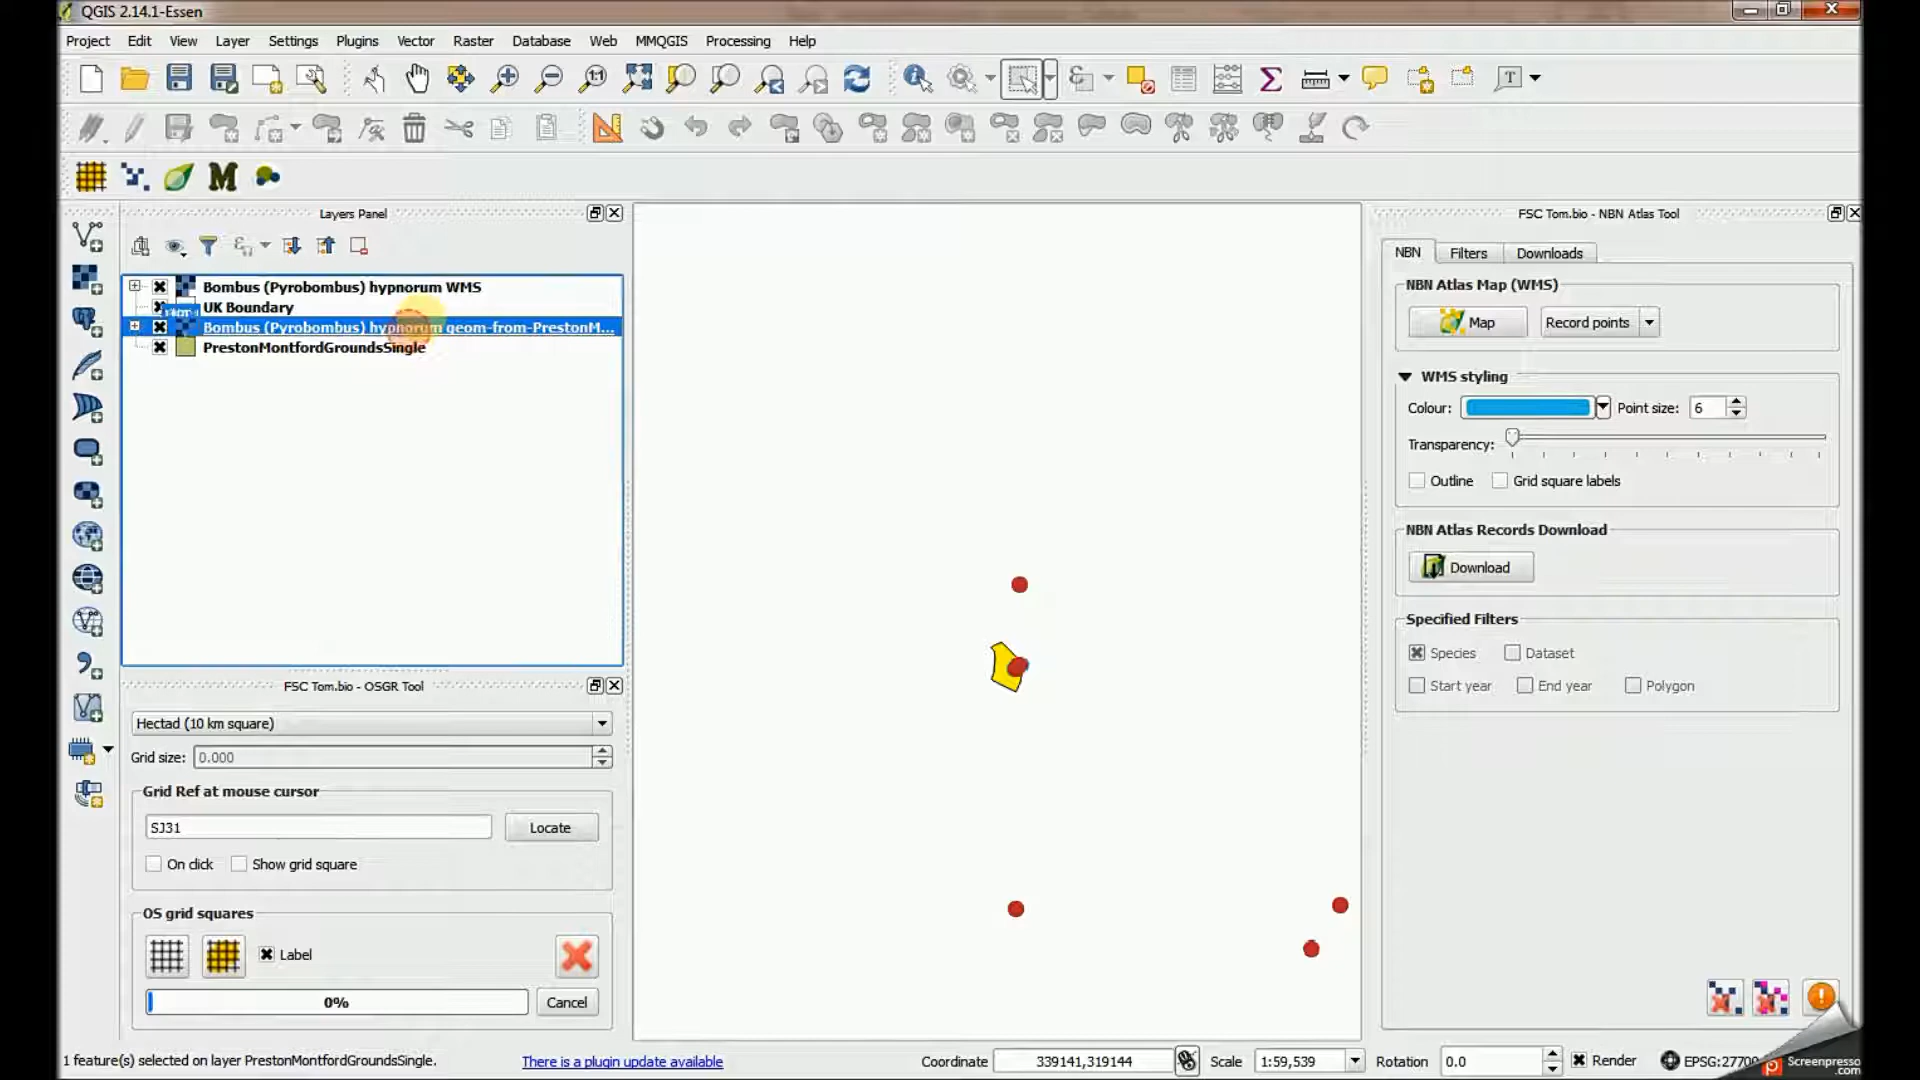 QGIS 2.14.1-Essen
Project Edit View Layer Settings Plugins Vector Raster Database Web MMQGIS Processing Help
Layers Panel
Bombus (Pyrobombus) hypnorum WMS
UK Boundary
Bombus (Pyrobombus) hypnorum geom-from-PrestonM...
PrestonMontfordGroundsSingle
FSC Tom.bio - OSGR Tool
Hectad (10 km square)
Grid size: 0.000
Grid Ref at mouse cursor
SJ31 Locate
On click Show grid square
OS grid squares
Label
0% Cancel
FSC Tom.bio - NBN Atlas Tool
NBN Filters Downloads
NBN Atlas Map (WMS)
Map Record points
WMS styling
Colour: Point size: 6
Transparency:
Outline Grid square labels
NBN Atlas Records Download
Download
Specified Filters
Species Dataset
Start year End year Polygon
1 feature(s) selected on layer PrestonMontfordGroundsSingle. There is a plugin update available Coordinate 339141,319144 Scale 1:59,539 Rotation 0.0 Render EPSG:27700
Screenpresso
.com